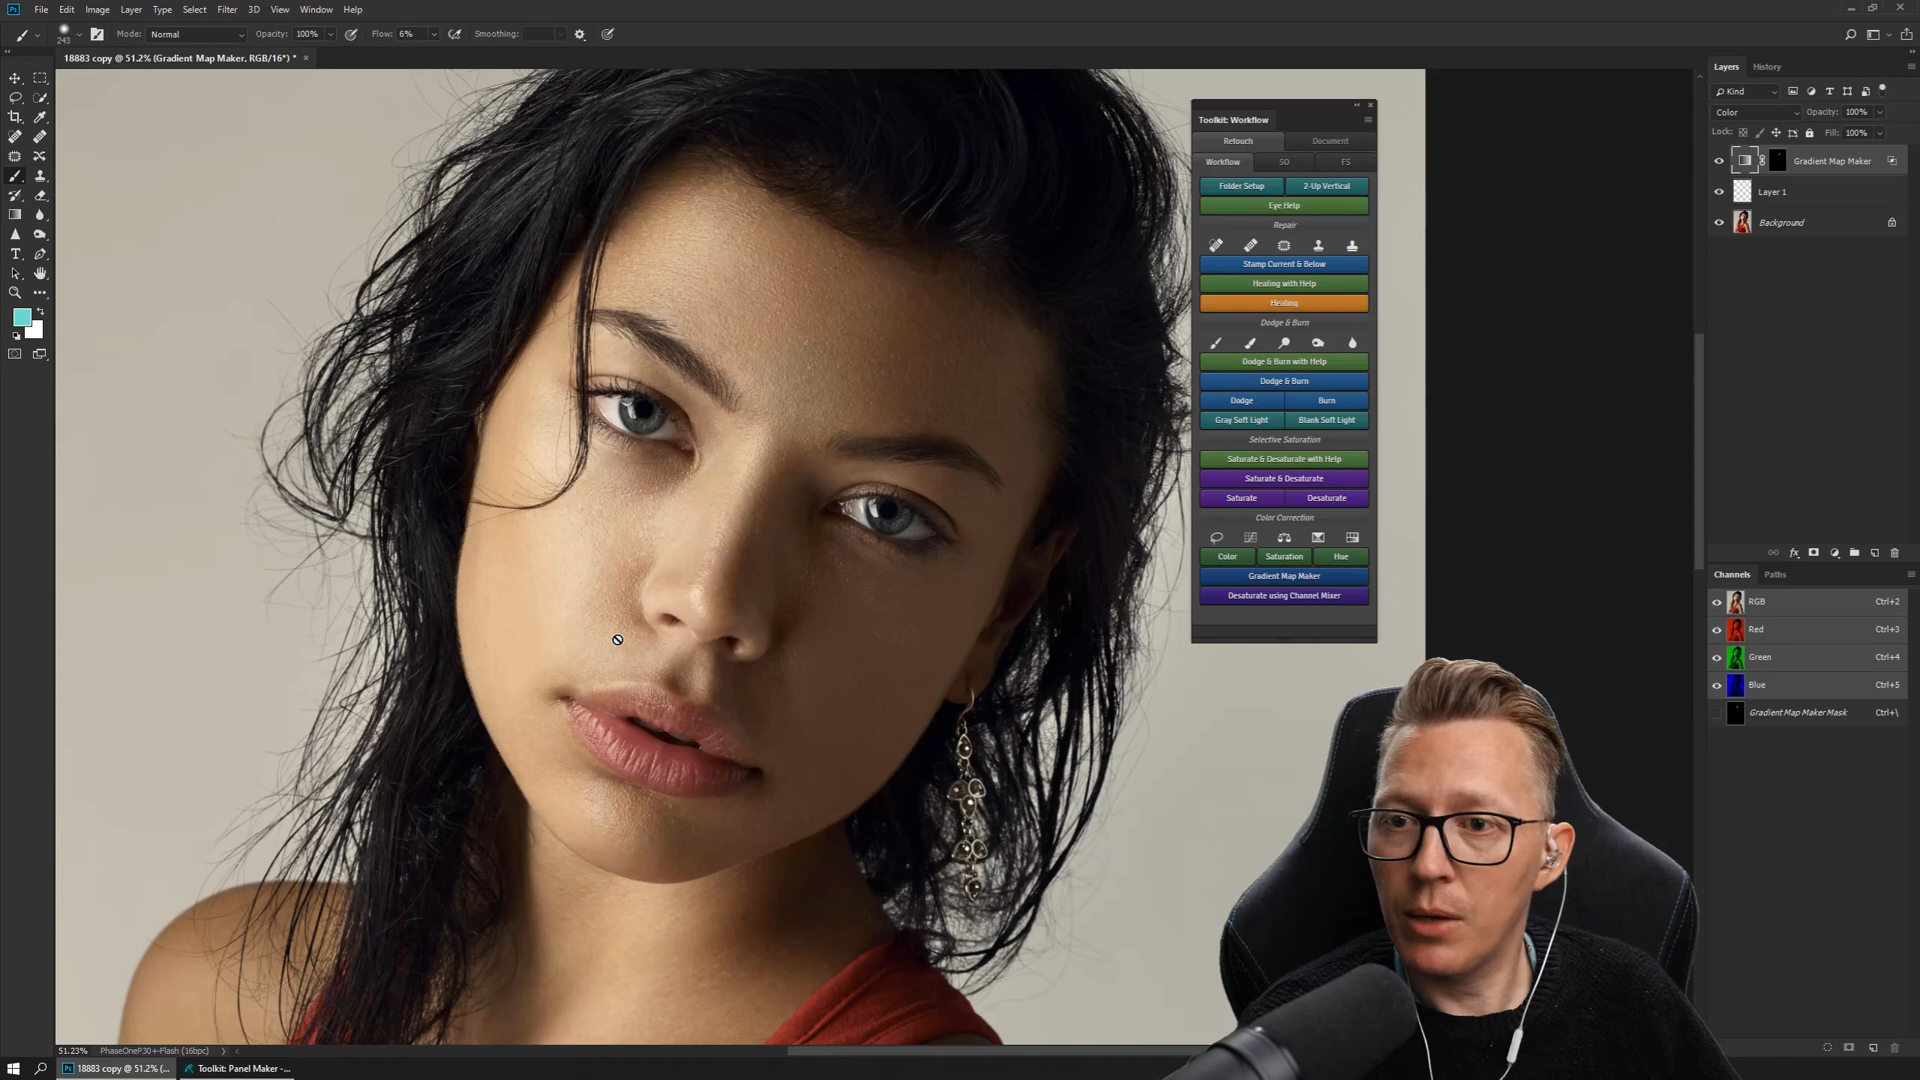 Ps File Edit Image Layer Type Select Filter 3D View Window Help
243 Mode: Normal Opacity: 100% Flow: 6% Smoothing:
18883 copy @ 51.2% (Gradient Map Maker, RGB/16*) * ×
Toolkit: Workflow
Retouch Document
Workflow SO FS
Folder Setup 2-Up Vertical
Eye Help
Repair
Stamp Current & Below
Healing with Help
Healing
Dodge & Burn
Dodge & Burn with Help
Dodge & Burn
Dodge Burn
Gray Soft Light Blank Soft Light
Selective Saturation
Saturate & Desaturate with Help
Saturate & Desaturate
Saturate Desaturate
Color Correction
Color Saturation Hue
Gradient Map Maker
Desaturate using Channel Mixer
Layers History
Kind
Color Opacity: 100%
Lock: Fill: 100%
Gradient Map Maker
Layer 1
Background
fx
Channels Paths
RGB Ctrl+2
Red Ctrl+3
Green Ctrl+4
Blue Ctrl+5
Gradient Map Maker Mask Ctrl+\
51.23% PhaseOneP30+-Flash (16bpc)
Ps 18883 copy @ 51.2% (... Toolkit: Panel Maker -...